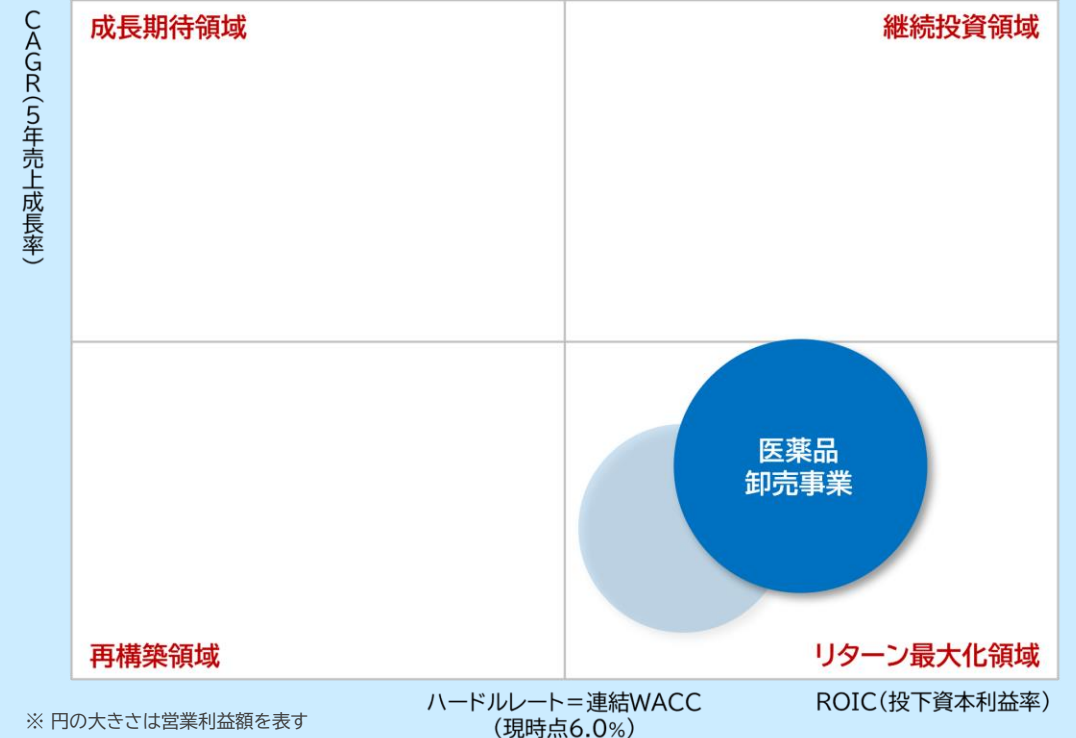 CAGR(5年売上成長率)
成長期待領域
継続投資領域
医薬品
卸売事業
再構築領域
リターン最大化領域
ハードルレート=連結WACC
(現時点6.0%)
ROIC(投下資本利益率)
※ 円の大きさは営業利益額を表す